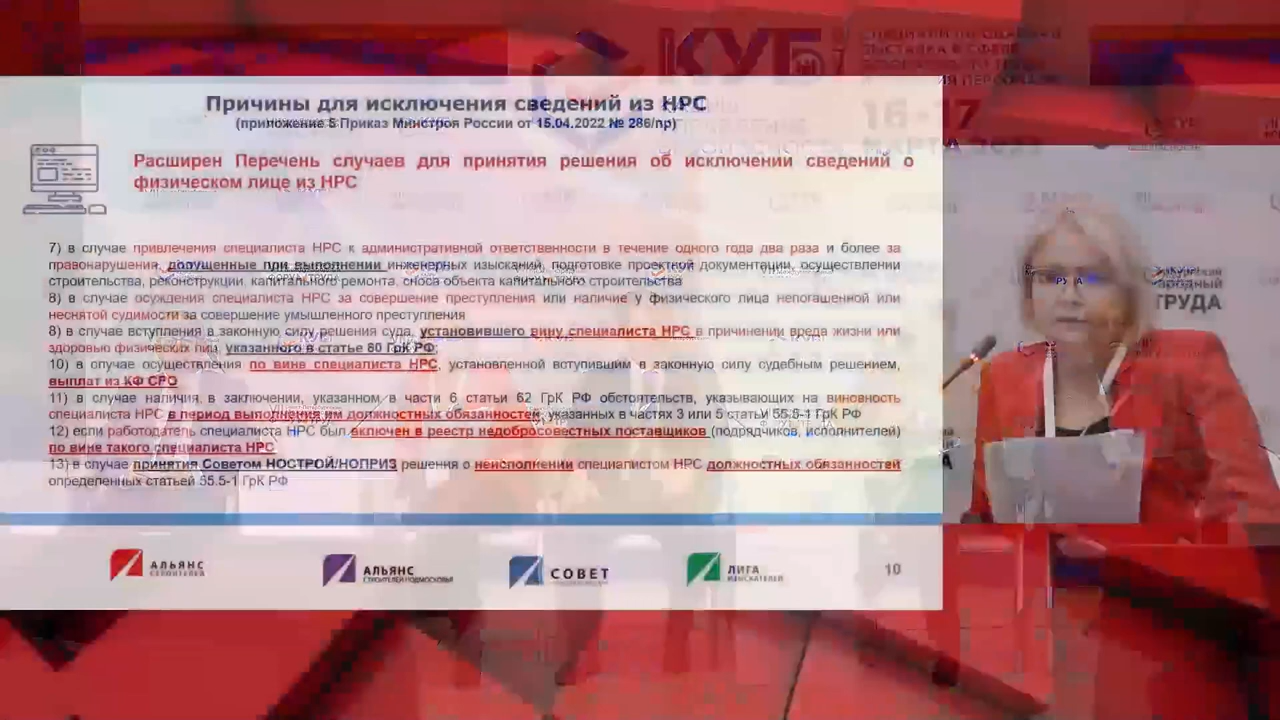 КУБ
16-17
МАРТА
Причины для исключения сведений из НРС
(приложение 5 Приказ Минстроя России от 15.04.2022 № 286/пр)
Расширен Перечень случаев для принятия решения об исключении сведений о
физическом лице из НРС
7) в случае привлечения специалиста НРС к административной ответственности в течение одного года два раза и более за
правонарушения, допущенные при выполнении инженерных изысканий, подготовке проектной документации, осуществлении
строительства, реконструкции, капитального ремонта, сноса объекта капитального строительства
8) в случае осуждения специалиста НРС за совершение преступления или наличие у физического лица непогашенной или
неснятой судимости за совершение умышленного преступления
8) в случае вступления в законную силу решения суда, установившего вину специалиста НРС в причинении вреда жизни или
здоровью физических лиц, указанного в статье 60 ГрК РФ;
10) в случае осуществления по вине специалиста НРС, установленной вступившим в законную силу судебным решением,
выплат из КФ СРО
11) в случае наличия в заключении, указанном в части 6 статьи 62 ГрК РФ обстоятельств, указывающих на виновность
специалиста НРС в период выполнения им должностных обязанностей, указанных в частях 3 или 5 статьи 55.5-1 ГрК РФ
12) если работодатель специалиста НРС был включен в реестр недобросовестных поставщиков (подрядчиков, исполнителей)
по вине такого специалиста НРС
13) в случае принятия Советом НОСТРОЙ/НОПРИЗ решения о неисполнении специалистом НРС должностных обязанностей
определенных статьей 55.5-1 ГрК РФ
ТРУДА
АЛЬЯНС
СТРОИТЕЛЕЙ
АЛЬЯНС
СТРОИТЕЛЕЙ ПОДМОСКОВЬЯ
СОВЕТ
ЛИГА
ИЗЫСКАТЕЛЕЙ
10